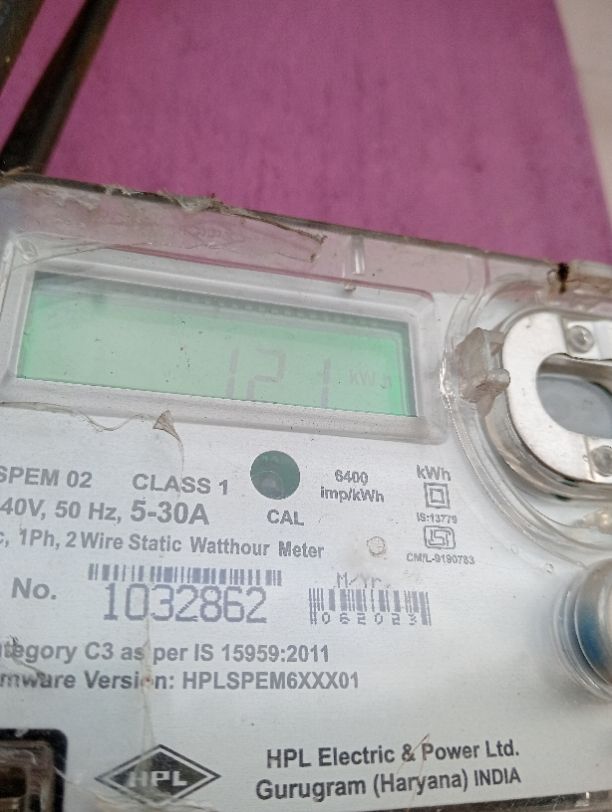 121 kWh
SPEM 02 CLASS 1
6400 imp/kWh
kWh
40V, 50 Hz, 5-30A
CAL
IS:13779
c, 1Ph, 2 Wire Static Watthour Meter
CM/L-9190783
M/Yr.
No. 1032862
062023
ategory C3 as per IS 15959:2011
mware Version: HPLSPEM6XXX01
HPL
HPL Electric & Power Ltd.
Gurugram (Haryana) INDIA